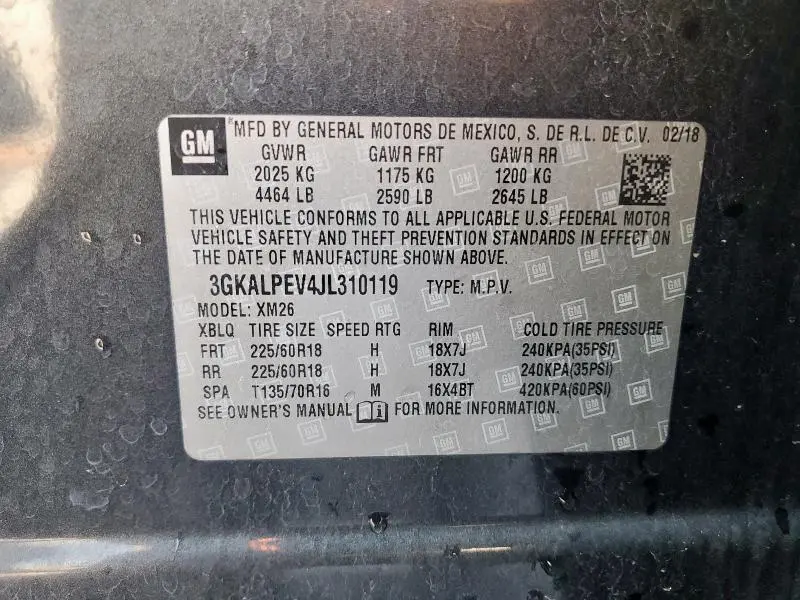 GM MFD BY GENERAL MOTORS DE MEXICO, S. DE R.L. DE C.V. 02/18
GVWR GAWR FRT GAWR RR
2025 KG 1175 KG 1200 KG
4464 LB 2590 LB 2645 LB
THIS VEHICLE CONFORMS TO ALL APPLICABLE U.S. FEDERAL MOTOR
VEHICLE SAFETY AND THEFT PREVENTION STANDARDS IN EFFECT ON THE
DATE OF MANUFACTURE SHOWN ABOVE.
3GKALPEV4JL310119 TYPE: M.P.V.
MODEL: XM26
XBLQ TIRE SIZE SPEED RTG RIM COLD TIRE PRESSURE
FRT 225/60R18 H 18X7J 240KPA(35PSI)
RR 225/60R18 H 18X7J 240KPA(35PSI)
SPA T135/70R16 M 16X4BT 420KPA(60PSI)
SEE OWNER'S MANUAL i FOR MORE INFORMATION.